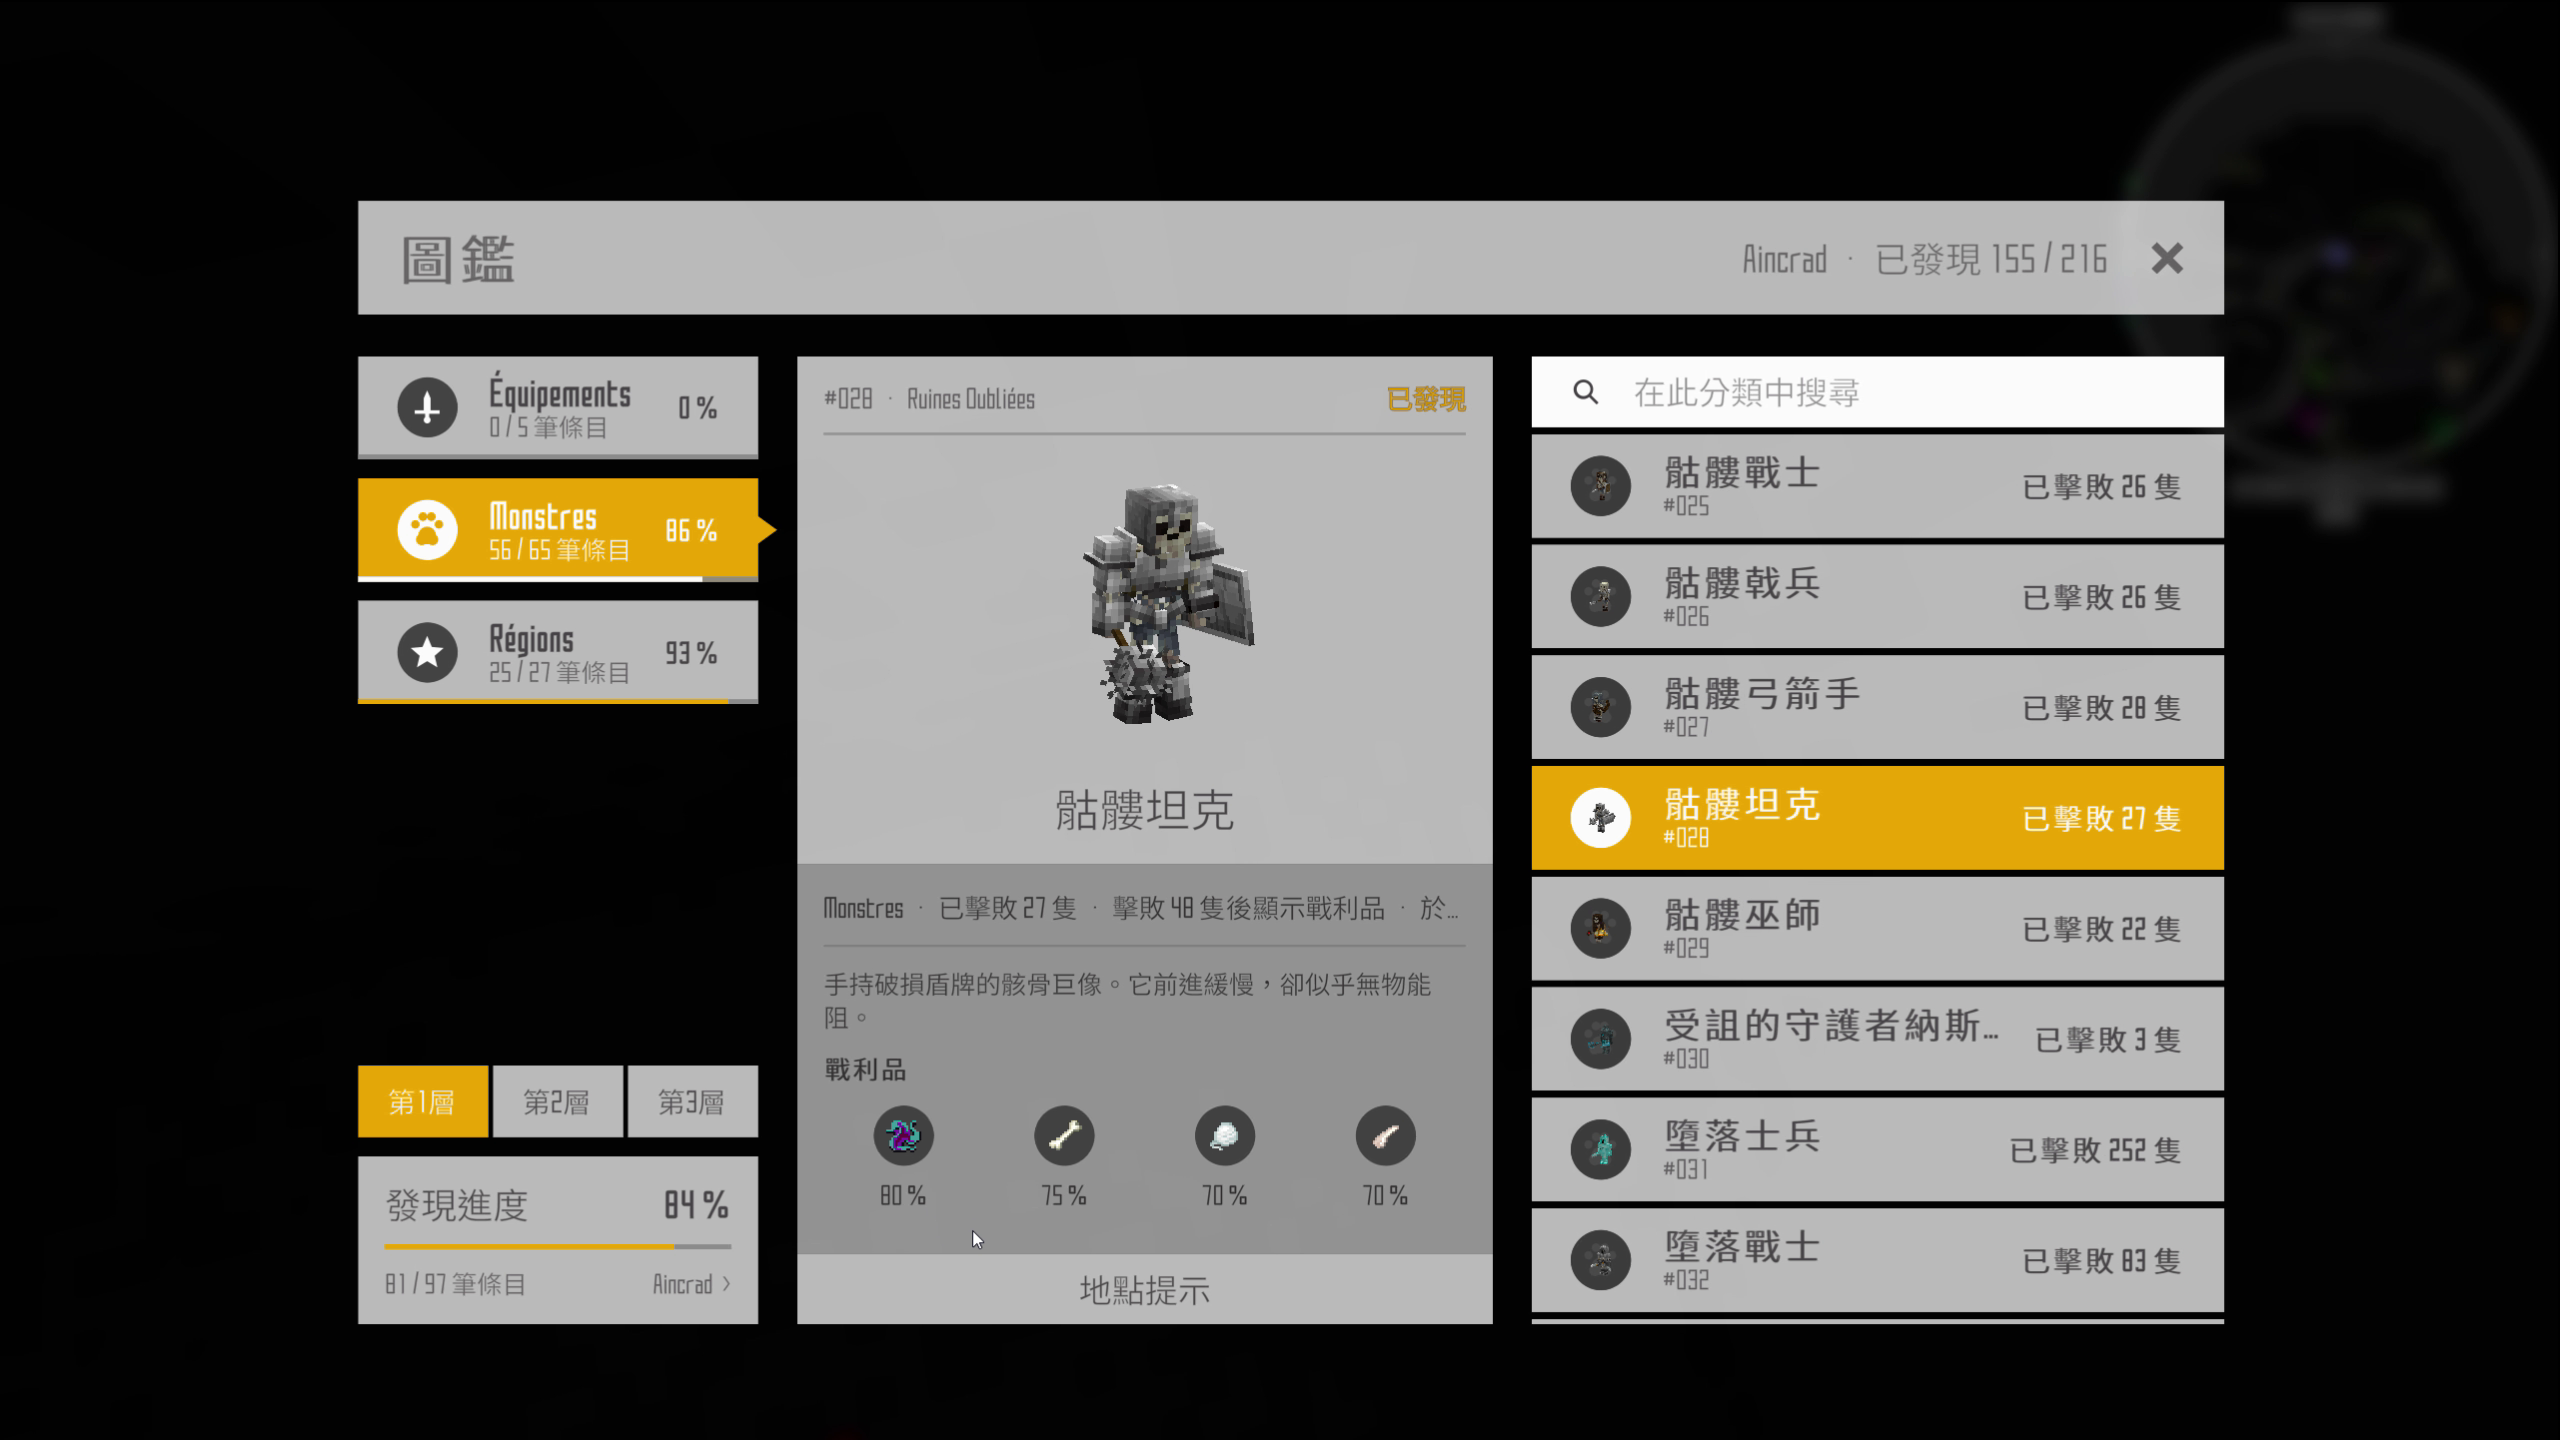 圖鑑
Aincrad · 已發現 155 / 216
Équipements
0 / 5 筆條目
0 %
Monstres
56 / 65 筆條目
86 %
Régions
25 / 27 筆條目
93 %
第1層
第2層
第3層
發現進度
84 %
81 / 97 筆條目
Aincrad >
#028 · Ruines Oubliées
已發現
骷髏坦克
Monstres · 已擊敗 27 隻 · 擊敗 48 隻後顯示戰利品 · 於...
手持破損盾牌的骸骨巨像。它前進緩慢，卻似乎無物能
阻。
戰利品
80 %
75 %
70 %
70 %
地點提示
在此分類中搜尋
骷髏戰士
#025
已擊敗 26 隻
骷髏戟兵
#026
已擊敗 26 隻
骷髏弓箭手
#027
已擊敗 28 隻
骷髏坦克
#028
已擊敗 27 隻
骷髏巫師
#029
已擊敗 22 隻
受詛的守護者納斯...
#030
已擊敗 3 隻
墮落士兵
#031
已擊敗 252 隻
墮落戰士
#032
已擊敗 83 隻